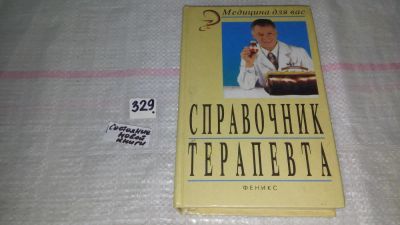 Медицина для вас
СПРАВОЧНИК
ТЕРАПЕВТА
ФЕНИКС
329
Состояние
новой
книги